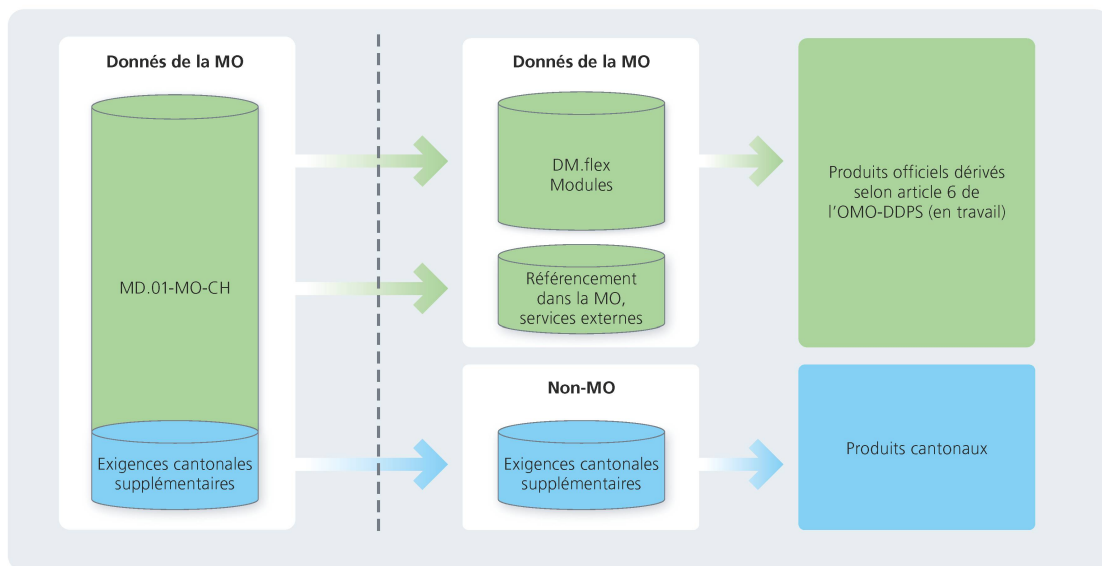 Donnés de la MO
MD.01-MO-CH
Exigences cantonales
supplémentaires
Donnés de la MO
DM.flex
Modules
Référencement
dans la MO,
services externes
Non-MO
Exigences cantonales
supplémentaires
Produits officiels dérivés
selon article 6 de
l’OMO-DDPS (en travail)
Produits cantonaux